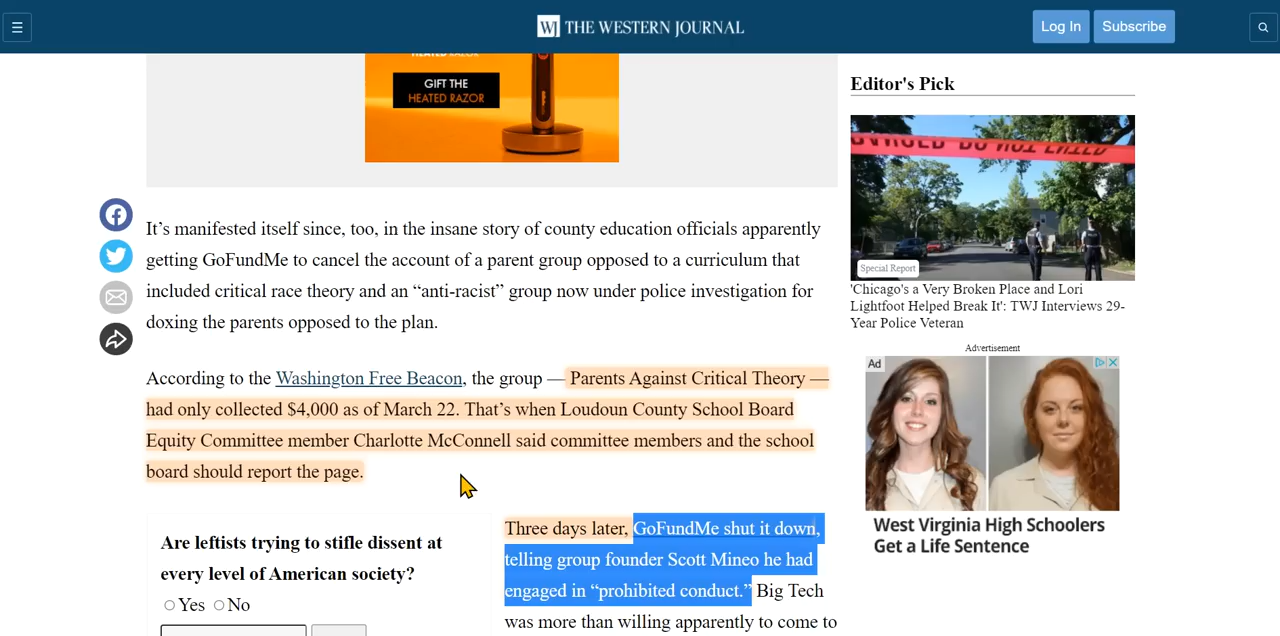 WJ THE WESTERN JOURNAL
Log In
Subscribe
HEATED RAZOR
GIFT THE
HEATED RAZOR
It’s manifested itself since, too, in the insane story of county education officials apparently
getting GoFundMe to cancel the account of a parent group opposed to a curriculum that
included critical race theory and an “anti-racist” group now under police investigation for
doxing the parents opposed to the plan.
According to the Washington Free Beacon, the group — Parents Against Critical Theory —
had only collected $4,000 as of March 22. That’s when Loudoun County School Board
Equity Committee member Charlotte McConnell said committee members and the school
board should report the page.
Are leftists trying to stifle dissent at
every level of American society?
Yes No
Three days later, GoFundMe shut it down,
telling group founder Scott Mineo he had
engaged in “prohibited conduct.” Big Tech
was more than willing apparently to come to
Editor's Pick
DO NOT ENTER
Special Report
'Chicago's a Very Broken Place and Lori
Lightfoot Helped Break It': TWJ Interviews 29-
Year Police Veteran
Advertisement
Ad
West Virginia High Schoolers
Get a Life Sentence